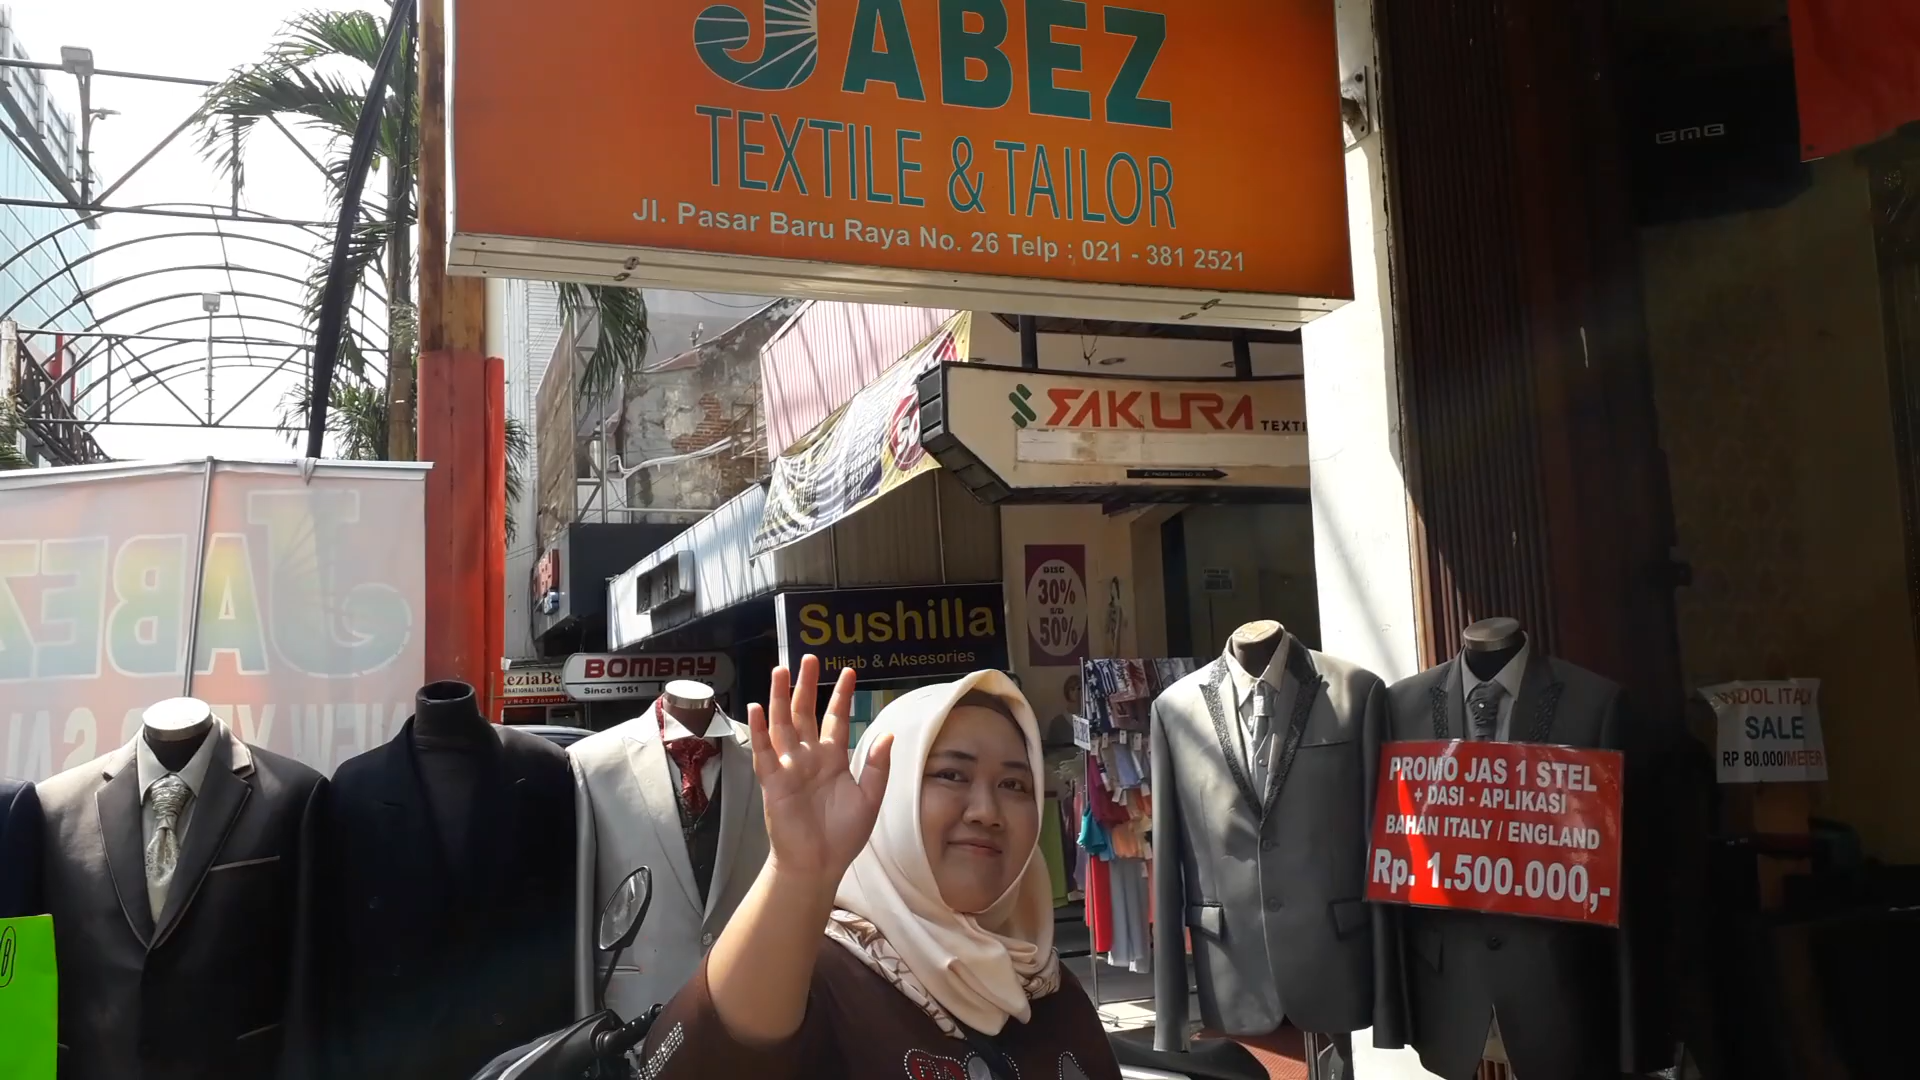 JABEZ
TEXTILE & TAILOR
Jl. Pasar Baru Raya No. 26 Telp : 021 - 381 2521
EMB
SAKURA TEXTI
DISC
30%
S/D
50%
Sushilla
Hijab & Aksesories
BOMBAY
Since 1951
JABEZ
PROMO JAS 1 STEL
+ DASI - APLIKASI
BAHAN ITALY / ENGLAND
Rp. 1.500.000,-
SALE
RP 80.000/METER